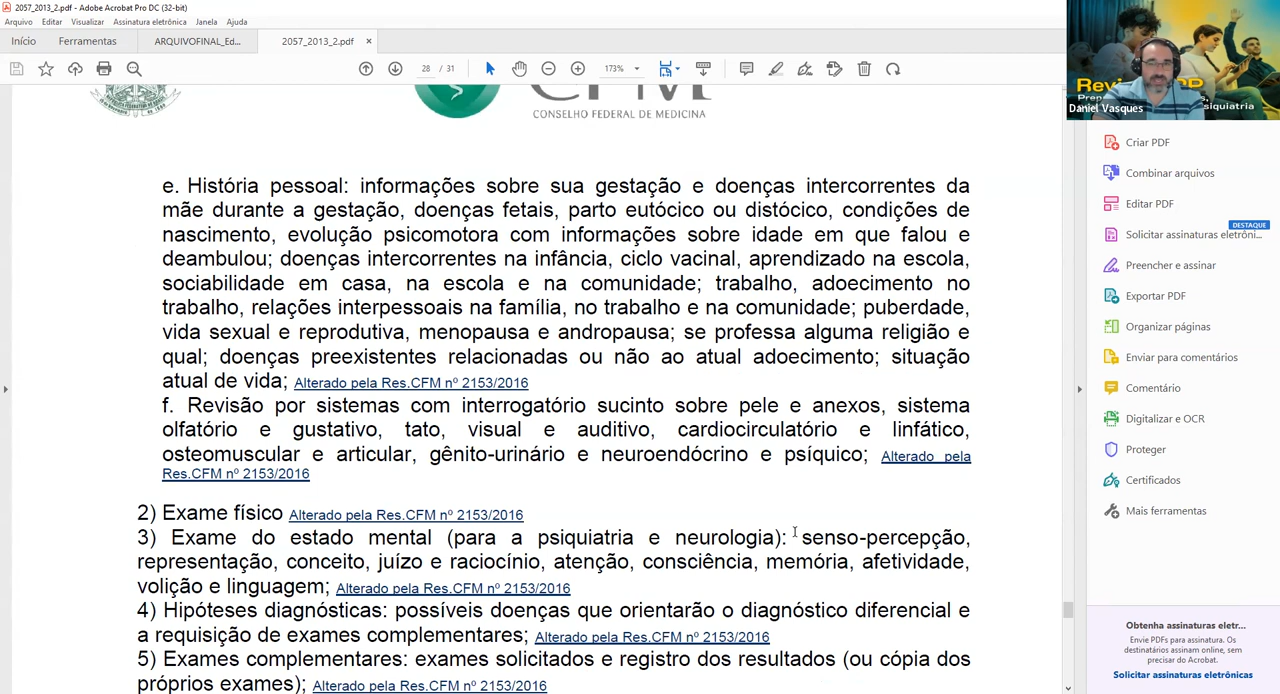 2057_2013_2.pdf - Adobe Acrobat Pro DC (32-bit)
Arquivo Editar Visualizar Assinatura eletrônica Janela Ajuda
Início Ferramentas ARQUIVOFINAL_Ed... 2057_2013_2.pdf ×
28 / 31 173%
CFM
CONSELHO FEDERAL DE MEDICINA
e. História pessoal: informações sobre sua gestação e doenças intercorrentes da
mãe durante a gestação, doenças fetais, parto eutócico ou distócico, condições de
nascimento, evolução psicomotora com informações sobre idade em que falou e
deambulou; doenças intercorrentes na infância, ciclo vacinal, aprendizado na escola,
sociabilidade em casa, na escola e na comunidade; trabalho, adoecimento no
trabalho, relações interpessoais na família, no trabalho e na comunidade; puberdade,
vida sexual e reprodutiva, menopausa e andropausa; se professa alguma religião e
qual; doenças preexistentes relacionadas ou não ao atual adoecimento; situação
atual de vida; Alterado pela Res.CFM nº 2153/2016
f. Revisão por sistemas com interrogatório sucinto sobre pele e anexos, sistema
olfatório e gustativo, tato, visual e auditivo, cardiocirculatório e linfático,
osteomuscular e articular, gênito-urinário e neuroendócrino e psíquico; Alterado pela
Res.CFM nº 2153/2016
2) Exame físico Alterado pela Res.CFM nº 2153/2016
3) Exame do estado mental (para a psiquiatria e neurologia): senso-percepção,
representação, conceito, juízo e raciocínio, atenção, consciência, memória, afetividade,
volição e linguagem; Alterado pela Res.CFM nº 2153/2016
4) Hipóteses diagnósticas: possíveis doenças que orientarão o diagnóstico diferencial e
a requisição de exames complementares; Alterado pela Res.CFM nº 2153/2016
5) Exames complementares: exames solicitados e registro dos resultados (ou cópia dos
próprios exames); Alterado pela Res.CFM nº 2153/2016
Daniel Vasques
siquiatria
Criar PDF
Combinar arquivos
Editar PDF
DESTAQUE
Solicitar assinaturas eletrôni...
Preencher e assinar
Exportar PDF
Organizar páginas
Enviar para comentários
Comentário
Digitalizar e OCR
Proteger
Certificados
Mais ferramentas
Obtenha assinaturas eletr...
Envie PDFs para assinatura. Os
destinatários assinam online, sem
precisar do Acrobat.
Solicitar assinaturas eletrônicas